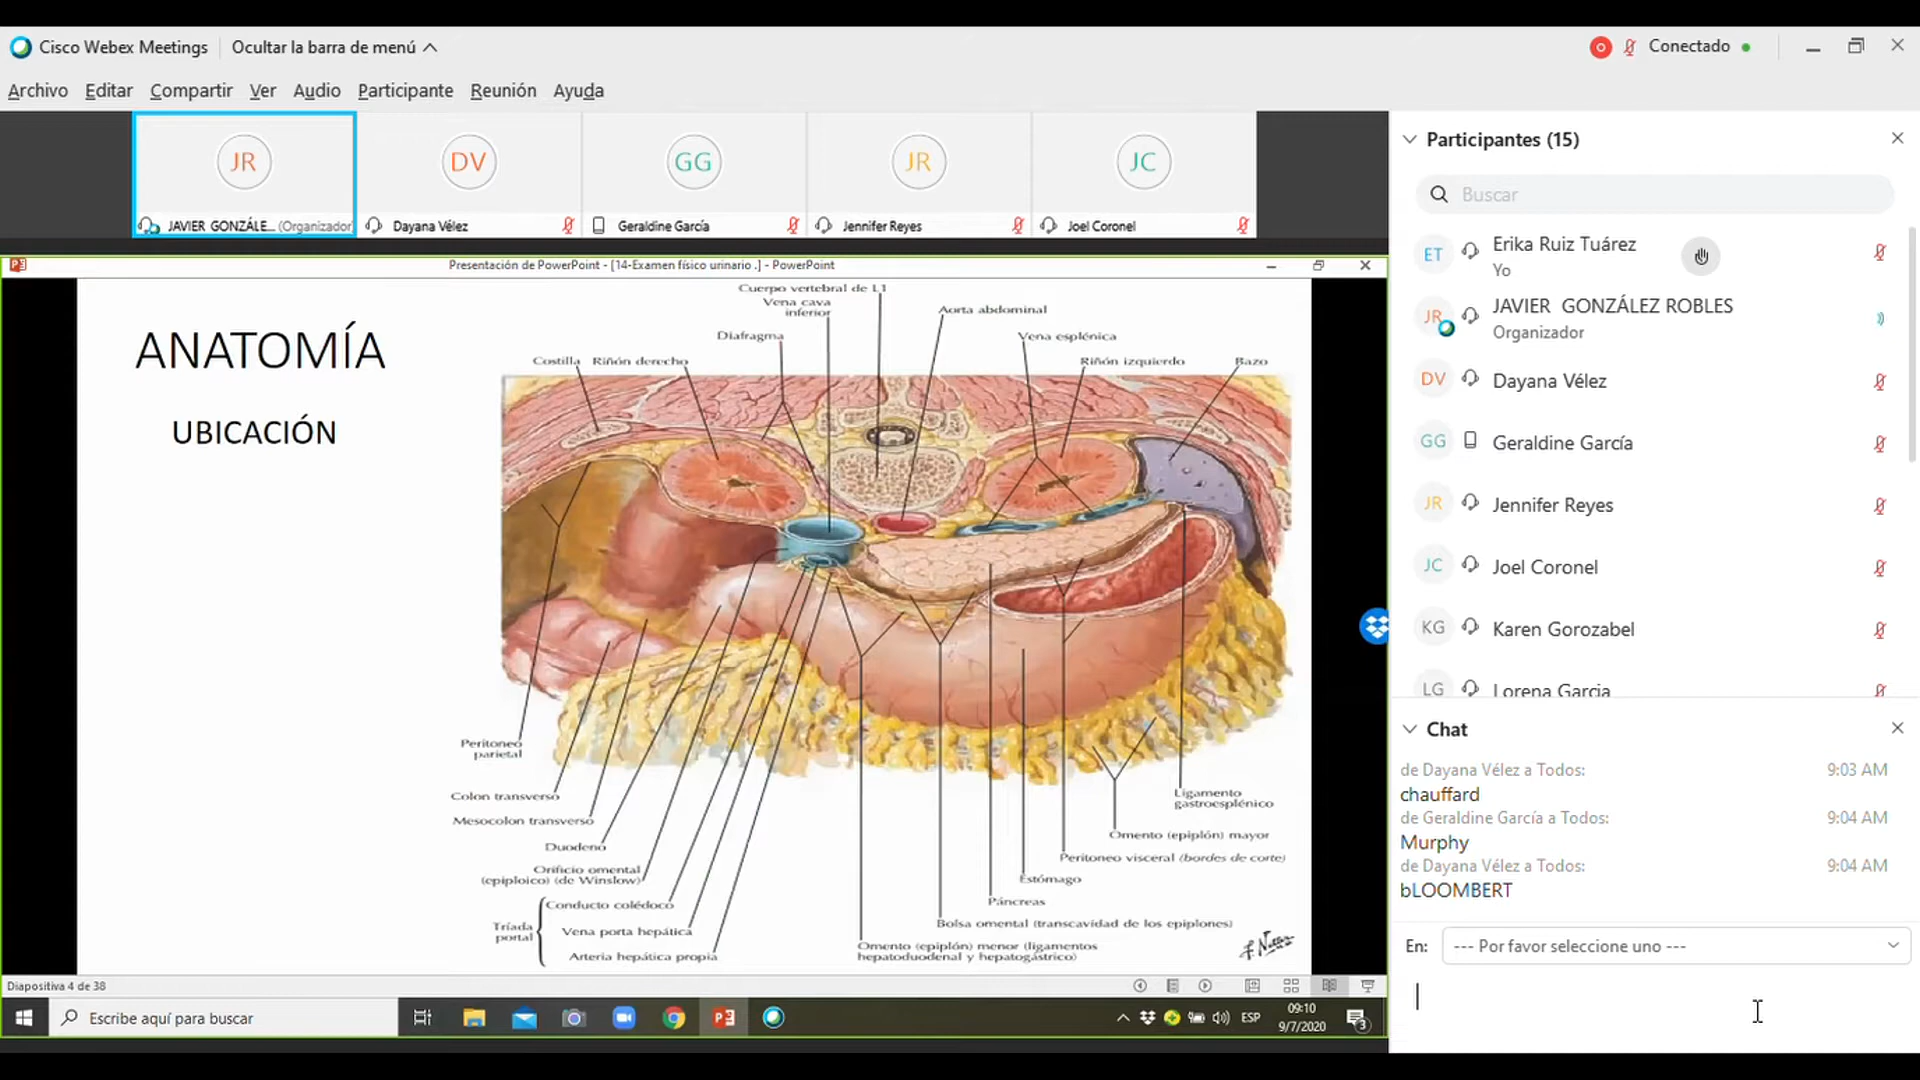 Cisco Webex Meetings
Ocultar la barra de menú
Conectado
Archivo Editar Compartir Ver Audio Participante Reunión Ayuda
JR
DV
GG
JR
JC
JAVIER GONZÁLE... (Organizador)
Dayana Vélez
Geraldine García
Jennifer Reyes
Joel Coronel
Presentación de PowerPoint - [14-Examen físico urinario .] - PowerPoint
ANATOMÍA
UBICACIÓN
Cuerpo vertebral de L1
Vena cava
inferior
Aorta abdominal
Diafragma
Vena esplénica
Costilla
Riñón derecho
Riñón izquierdo
Bazo
Peritoneo
parietal
Colon transverso
Mesocolon transverso
Duodeno
Orificio omental
(epiploico) (de Winslow)
Tríada
portal
Conducto colédoco
Vena porta hepática
Arteria hepática propia
Ligamento
gastroesplénico
Omento (epiplón) mayor
Peritoneo visceral (bordes de corte)
Estómago
Páncreas
Bolsa omental (transcavidad de los epiplones)
Omento (epiplón) menor (ligamentos
hepatoduodenal y hepatogástrico)
F. Netter
Diapositiva 4 de 38
Escribe aquí para buscar
ESP
09:10
9/7/2020
3
Participantes (15)
Buscar
ET
Erika Ruiz Tuárez
Yo
JR
JAVIER GONZÁLEZ ROBLES
Organizador
DV
Dayana Vélez
GG
Geraldine García
JR
Jennifer Reyes
JC
Joel Coronel
KG
Karen Gorozabel
LG
Lorena Garcia
Chat
de Dayana Vélez a Todos: 9:03 AM
chauffard
de Geraldine García a Todos: 9:04 AM
Murphy
de Dayana Vélez a Todos: 9:04 AM
bLOOMBERT
En:
--- Por favor seleccione uno ---